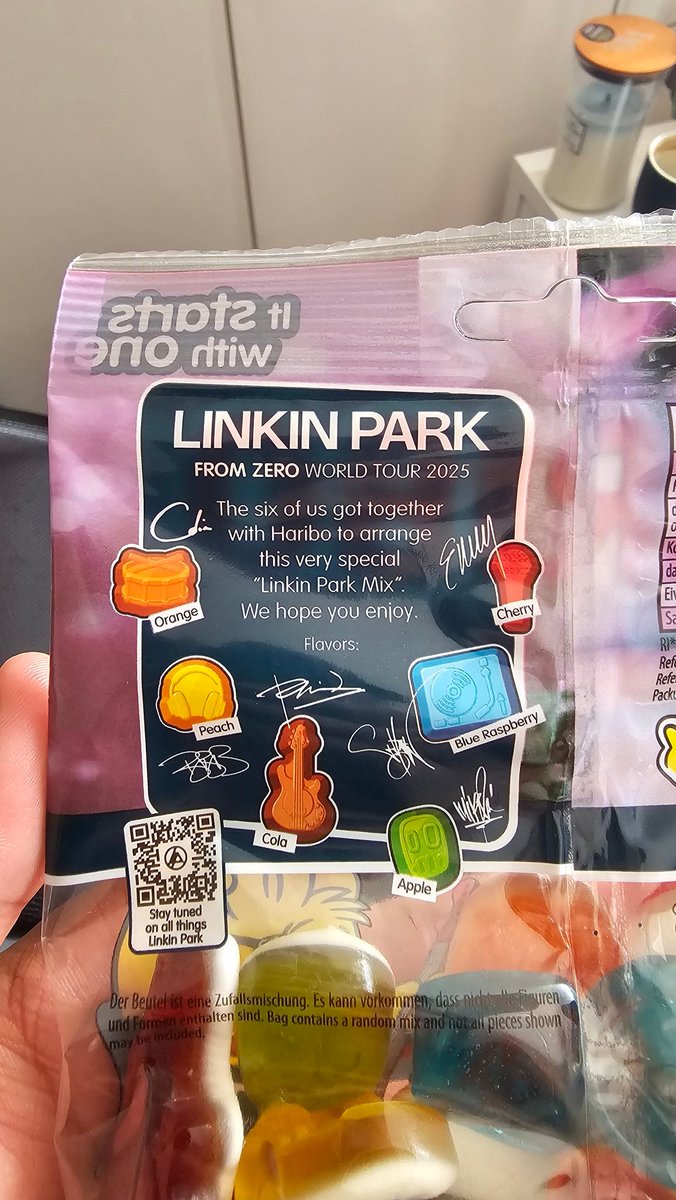 It starts
with one
LINKIN PARK
FROM ZERO WORLD TOUR 2025
The six of us got together
with Haribo to arrange
this very special
"Linkin Park Mix".
We hope you enjoy.
Flavors:
Orange
Cherry
Peach
Blue Raspberry
Cola
Apple
Stay tuned
on all things
Linkin Park
Der Beutel ist eine Zufallsmischung. Es kann vorkommen, dass nicht alle Figuren
und Formen enthalten sind. Bag contains a random mix and not all pieces shown
may be included.